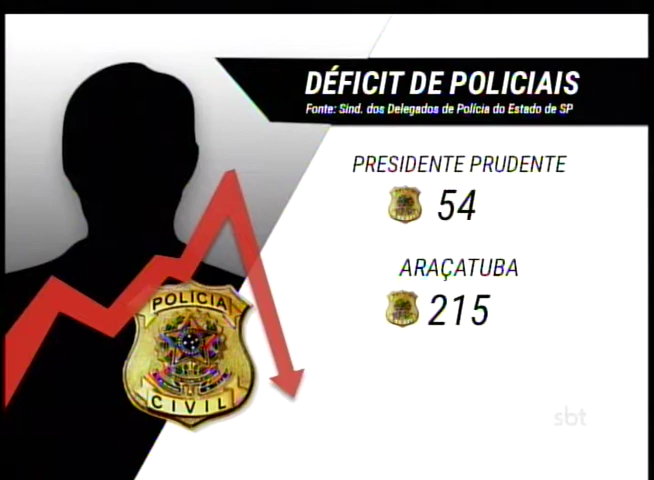 DÉFICIT DE POLICIAIS
Fonte: Sind. dos Delegados de Polícia do Estado de SP
PRESIDENTE PRUDENTE
54
ARAÇATUBA
215
POLICIA
CIVIL
sbt